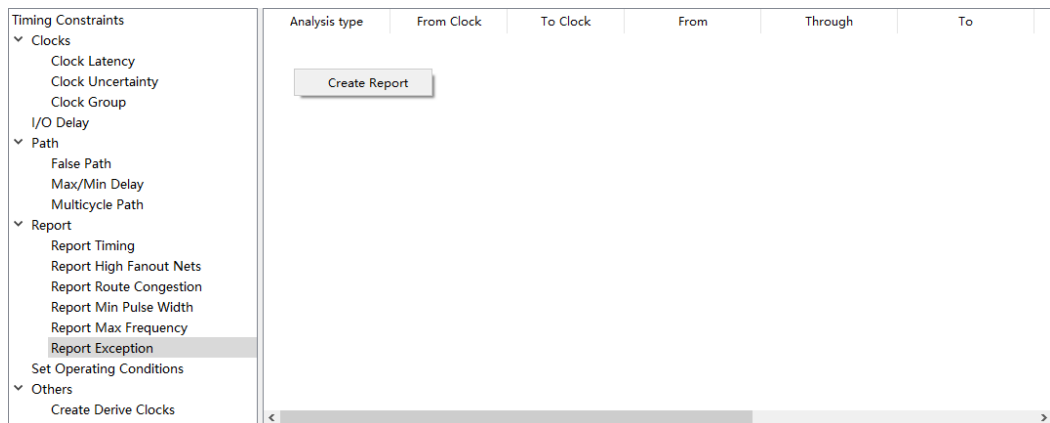 Timing Constraints
Clocks
Clock Latency
Clock Uncertainty
Clock Group
I/O Delay
Path
False Path
Max/Min Delay
Multicycle Path
Report
Report Timing
Report High Fanout Nets
Report Route Congestion
Report Min Pulse Width
Report Max Frequency
Report Exception
Set Operating Conditions
Others
Create Derive Clocks
Analysis type From Clock To Clock From Through To
Create Report